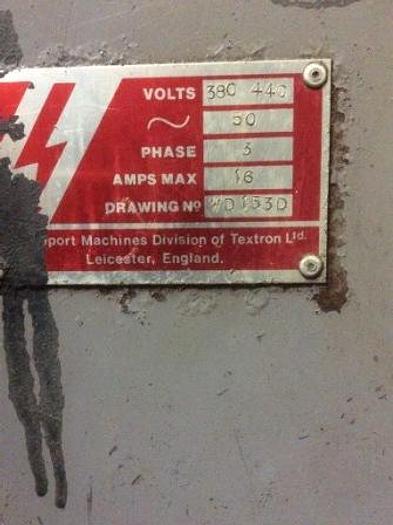 VOLTS 380 440
~ 50
PHASE 3
AMPS MAX 16
DRAWING Nº WD153D
port Machines Division of Textron Ltd.
Leicester, England.